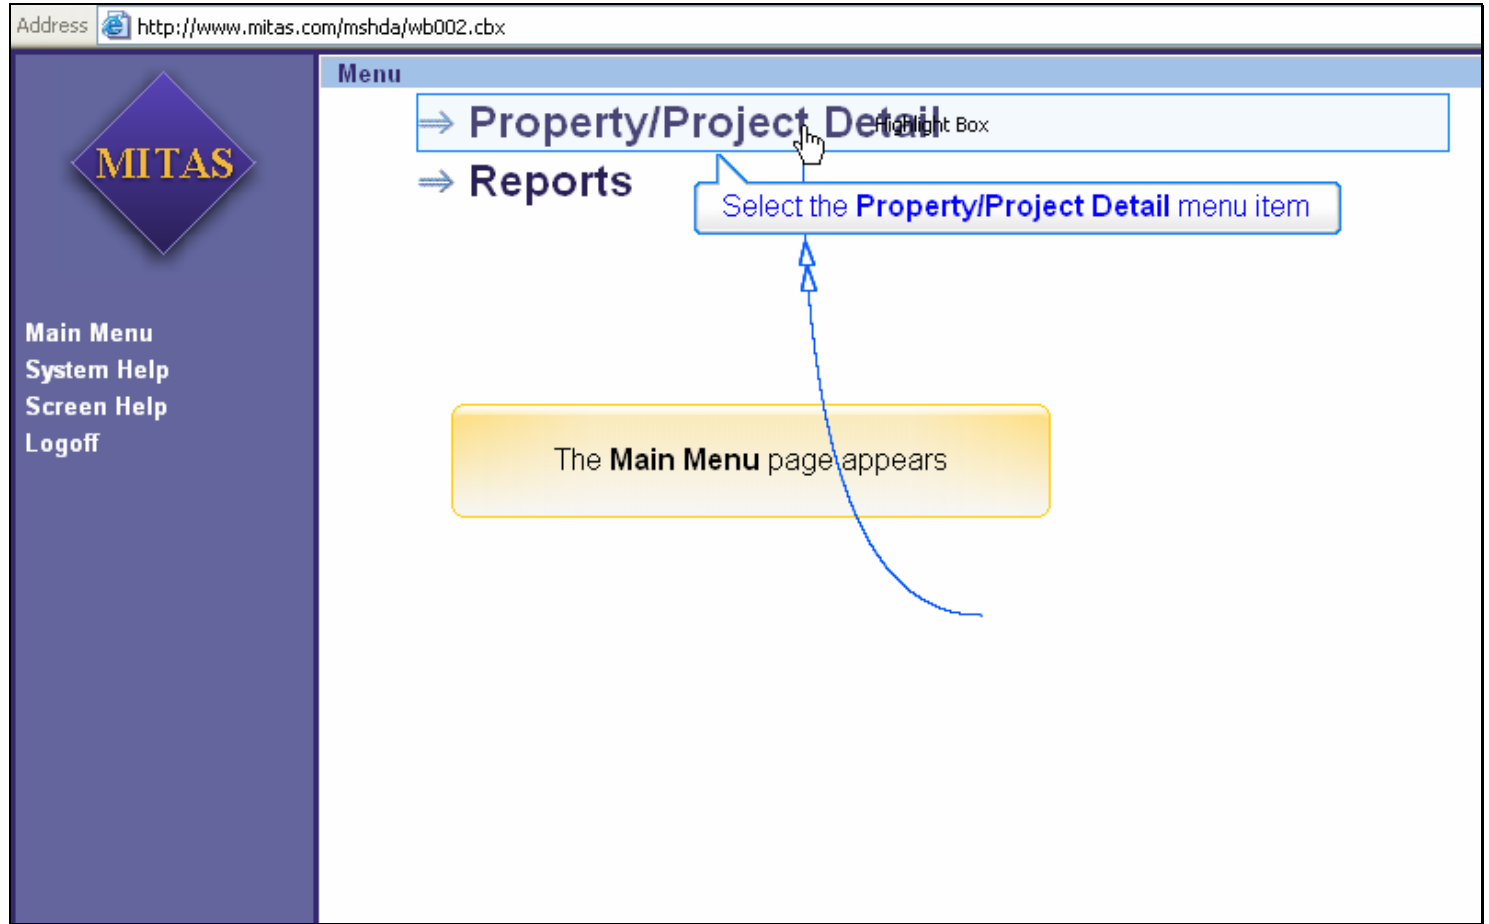 Address http://www.mitas.com/mshda/wb002.cbx
MITAS
Main Menu
System Help
Screen Help
Logoff
Menu
⇒ Property/Project Detail
Highlight Box
⇒ Reports
Select the Property/Project Detail menu item
The Main Menu page appears